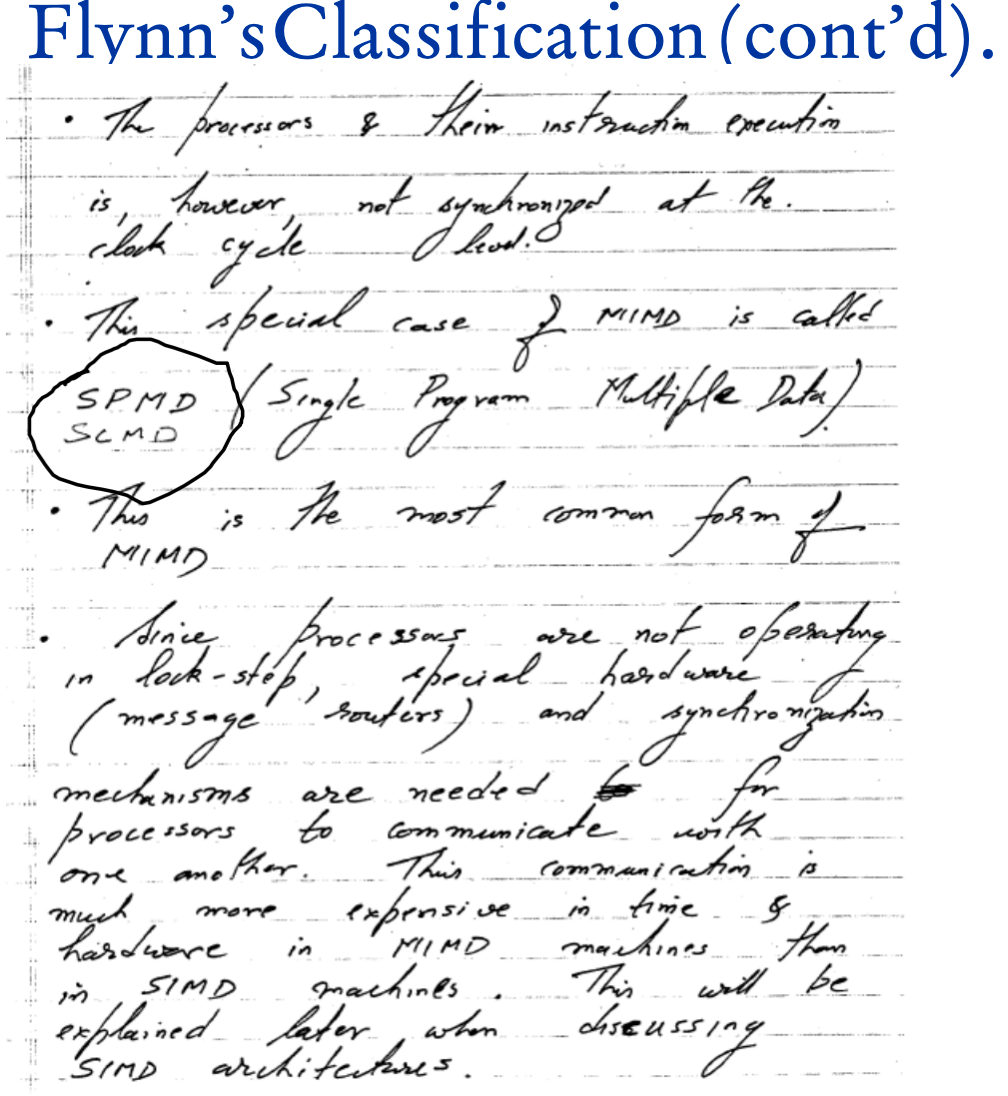 Flynn's Classification (cont'd).
• The processors & their instruction execution
is, however, not synchronized at the.
clock cycle level.
• This special case of MIMD is called
SPMD (Single Program Multiple Data).
SCMD
• This is the most common form of
MIMD
• Since processors are not operating
in lock-step, special hardware
(message routers) and synchronization
mechanisms are needed for
processors to communicate with
one another. This communication is
much more expensive in time &
hardware in MIMD machines than
in SIMD machines. This will be
explained later when discussing
SIMD architectures.